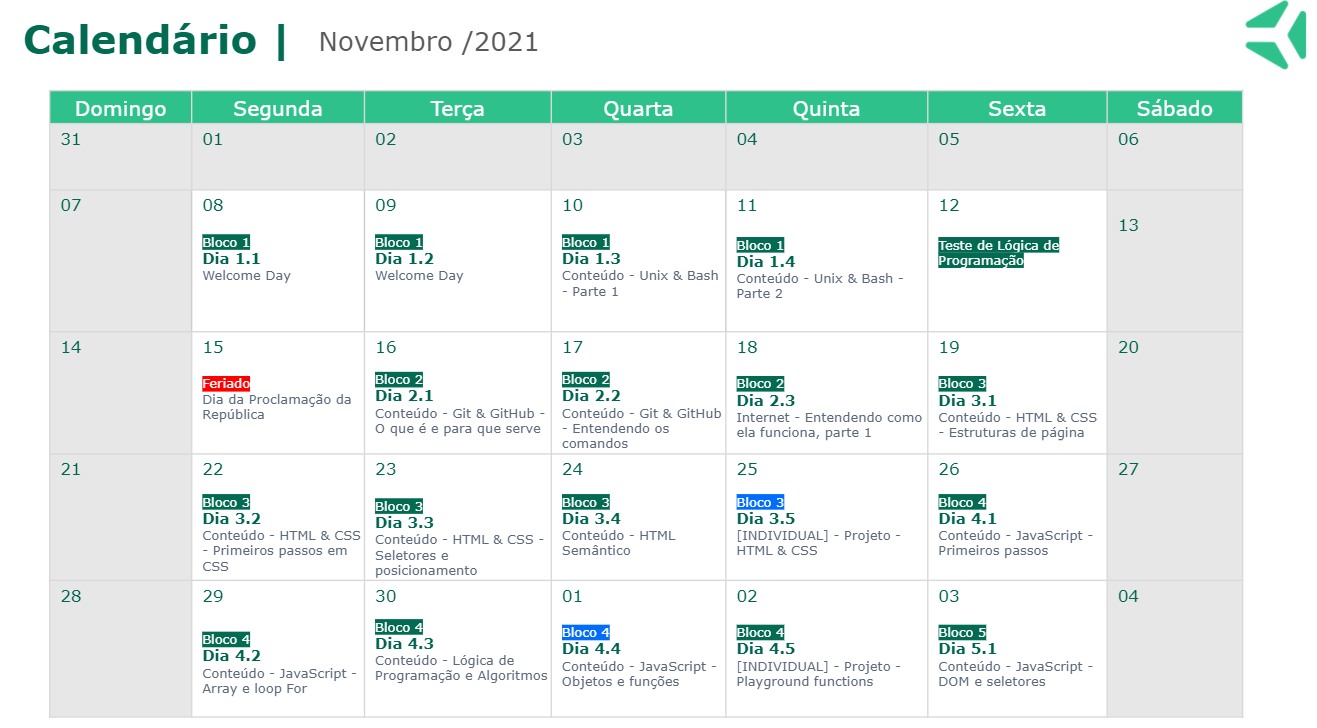 Calendário | Novembro /2021
Domingo Segunda Terça Quarta Quinta Sexta Sábado
31 01 02 03 04 05 06
07
08
Bloco 1
Dia 1.1
Welcome Day
09
Bloco 1
Dia 1.2
Welcome Day
10
Bloco 1
Dia 1.3
Conteúdo - Unix & Bash
- Parte 1
11
Bloco 1
Dia 1.4
Conteúdo - Unix & Bash -
Parte 2
12
Teste de Lógica de
Programação
13
14
15
Feriado
Dia da Proclamação da
República
16
Bloco 2
Dia 2.1
Conteúdo - Git & GitHub -
O que é e para que serve
17
Bloco 2
Dia 2.2
Conteúdo - Git & GitHub
- Entendendo os
comandos
18
Bloco 2
Dia 2.3
Internet - Entendendo como
ela funciona, parte 1
19
Bloco 3
Dia 3.1
Conteúdo - HTML & CSS
- Estruturas de página
20
21
22
Bloco 3
Dia 3.2
Conteúdo - HTML & CSS
- Primeiros passos em
CSS
23
Bloco 3
Dia 3.3
Conteúdo - HTML & CSS -
Seletores e
posicionamento
24
Bloco 3
Dia 3.4
Conteúdo - HTML
Semântico
25
Bloco 3
Dia 3.5
[INDIVIDUAL] - Projeto -
HTML & CSS
26
Bloco 4
Dia 4.1
Conteúdo - JavaScript -
Primeiros passos
27
28
29
Bloco 4
Dia 4.2
Conteúdo - JavaScript -
Array e loop For
30
Bloco 4
Dia 4.3
Conteúdo - Lógica de
Programação e Algoritmos
01
Bloco 4
Dia 4.4
Conteúdo - JavaScript -
Objetos e funções
02
Bloco 4
Dia 4.5
[INDIVIDUAL] - Projeto -
Playground functions
03
Bloco 5
Dia 5.1
Conteúdo - JavaScript -
DOM e seletores
04